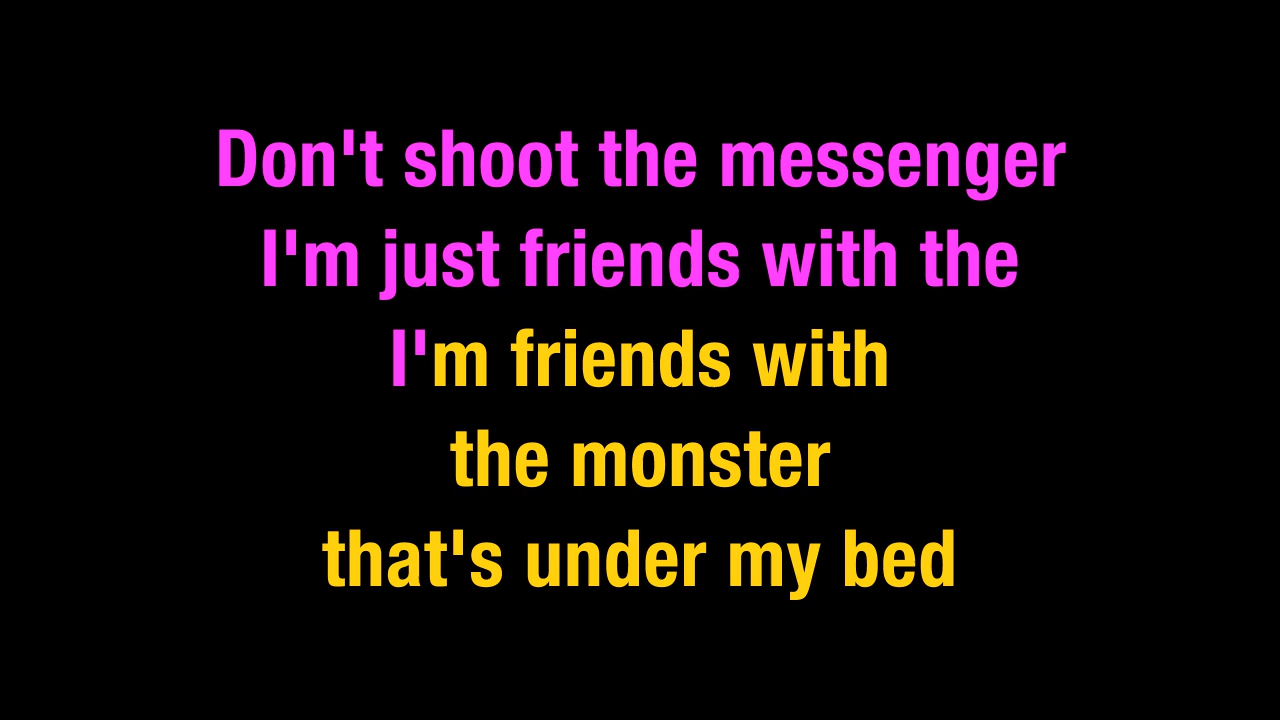 Don't shoot the messenger
I'm just friends with the
I'm friends with
the monster
that's under my bed